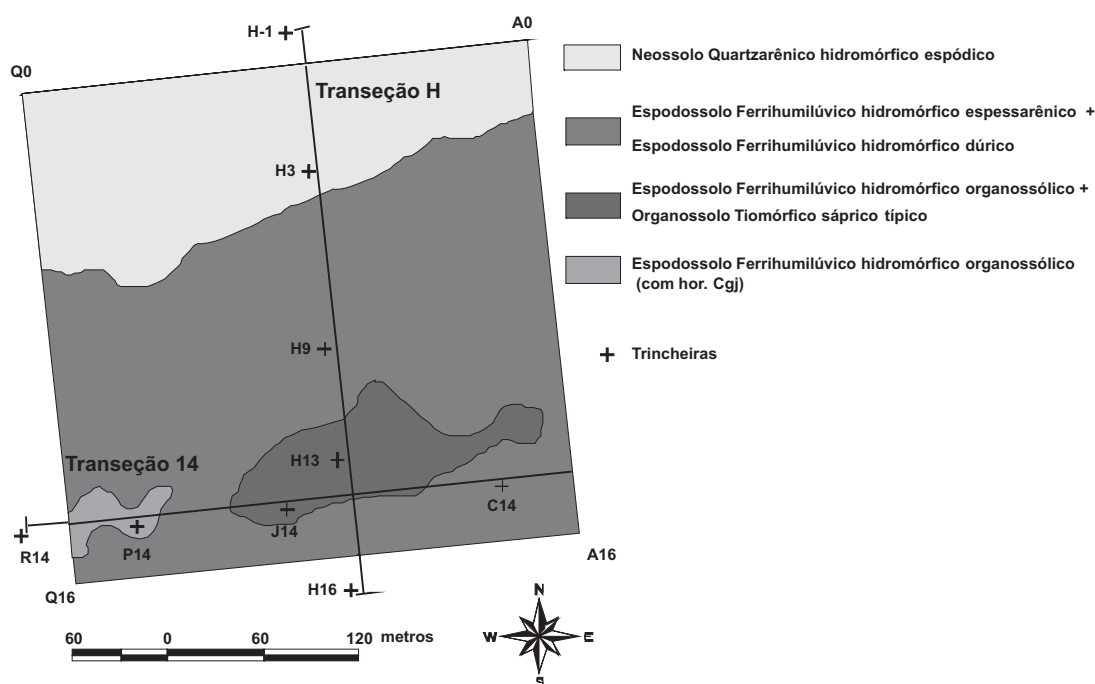 H-1
A0
Q0
Transeção H
H3
H9
H13
Transeção 14
C14
J14
P14
R14
Q16
H16
A16
60 0 60 120 metros
N
W E
S
Neossolo Quartzarênico hidromórfico espódico
Espodossolo Ferrihumilúvico hidromórfico espessarênico +
Espodossolo Ferrihumilúvico hidromórfico dúrico
Espodossolo Ferrihumilúvico hidromórfico organossólico +
Organossolo Tiomórfico sáprico típico
Espodossolo Ferrihumilúvico hidromórfico organossólico
(com hor. Cgj)
Trincheiras